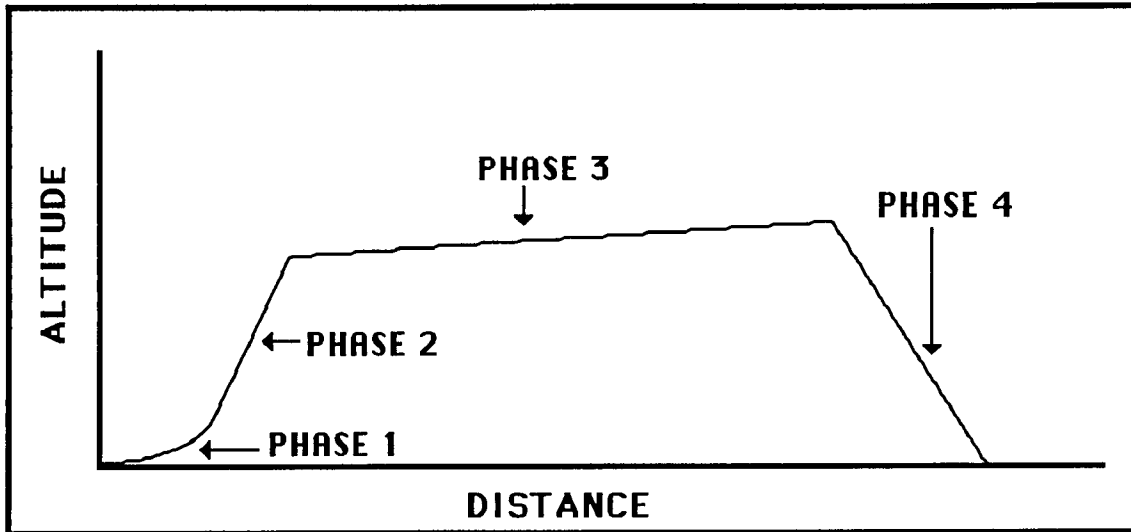 PHASE 3
PHASE 4
ALTITUDE
PHASE 2
PHASE 1
DISTANCE